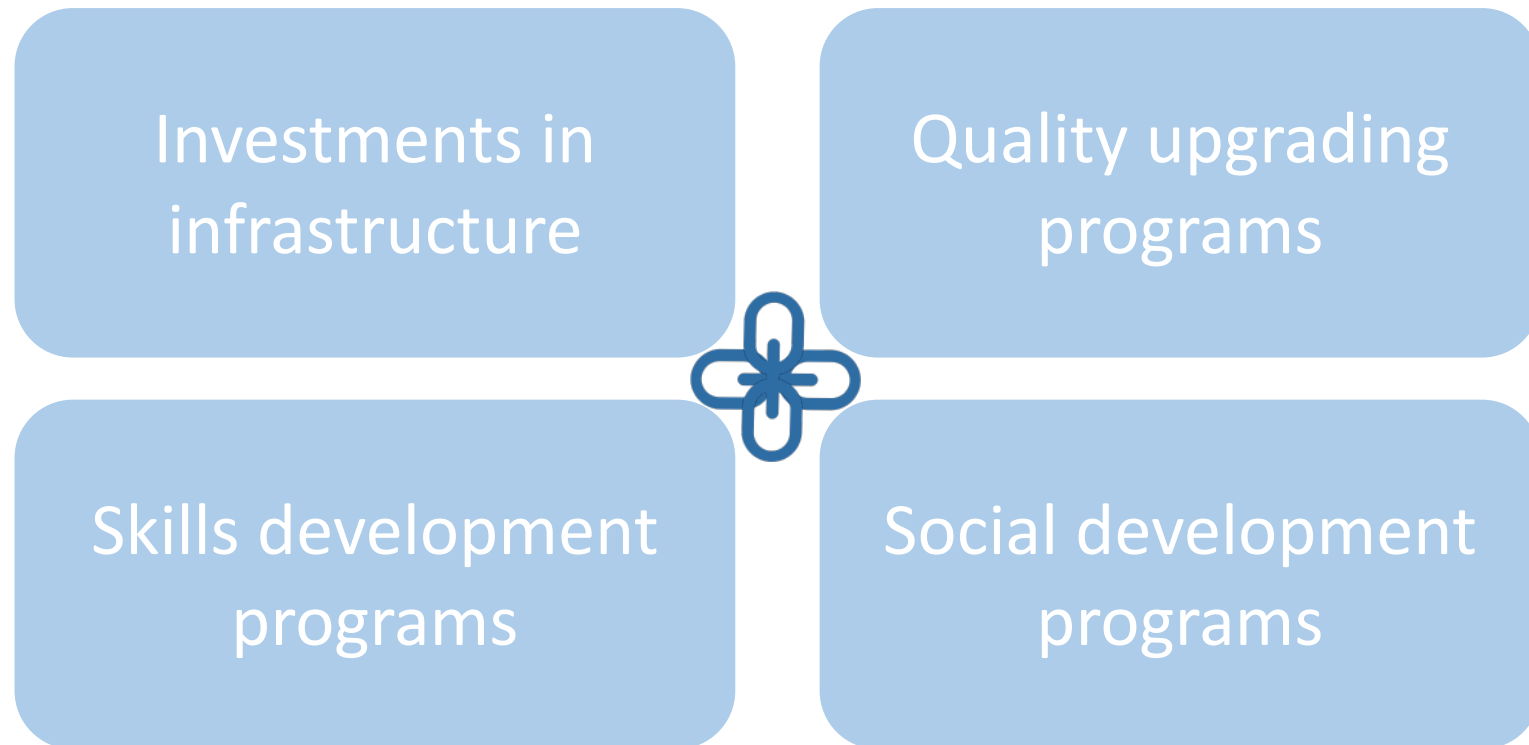 Investments in
infrastructure
Quality upgrading
programs
Skills development
programs
Social development
programs